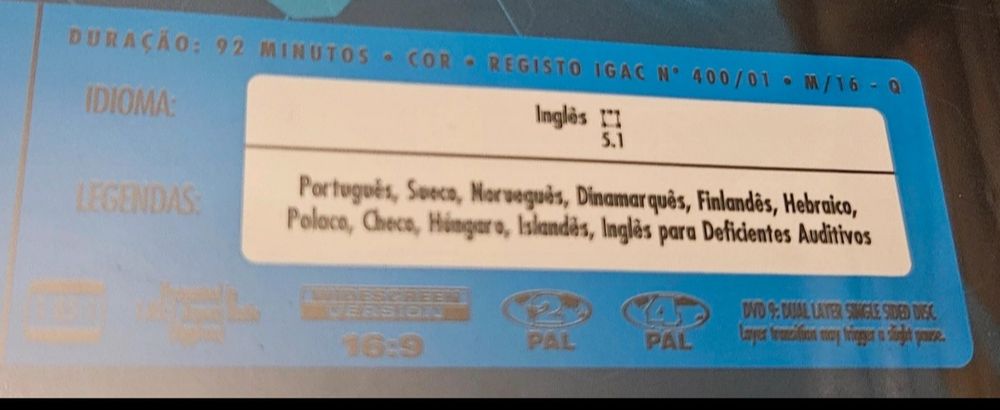 DURAÇÃO: 92 MINUTOS • COR • REGISTO IGAC Nº 400/01 • M/16 - Q
IDIOMA:
Inglês
5.1
LEGENDAS:
Português, Sueco, Norueguês, Dinamarquês, Finlandês, Hebraico,
Polaco, Checo, Húngaro, Islandês, Inglês para Deficientes Auditivos
WIDESCREEN
VERSION
16:9
2
PAL
4
PAL
DVD 9: DUAL LAYER SINGLE SIDED DISC
Layer transition may trigger a slight pause.